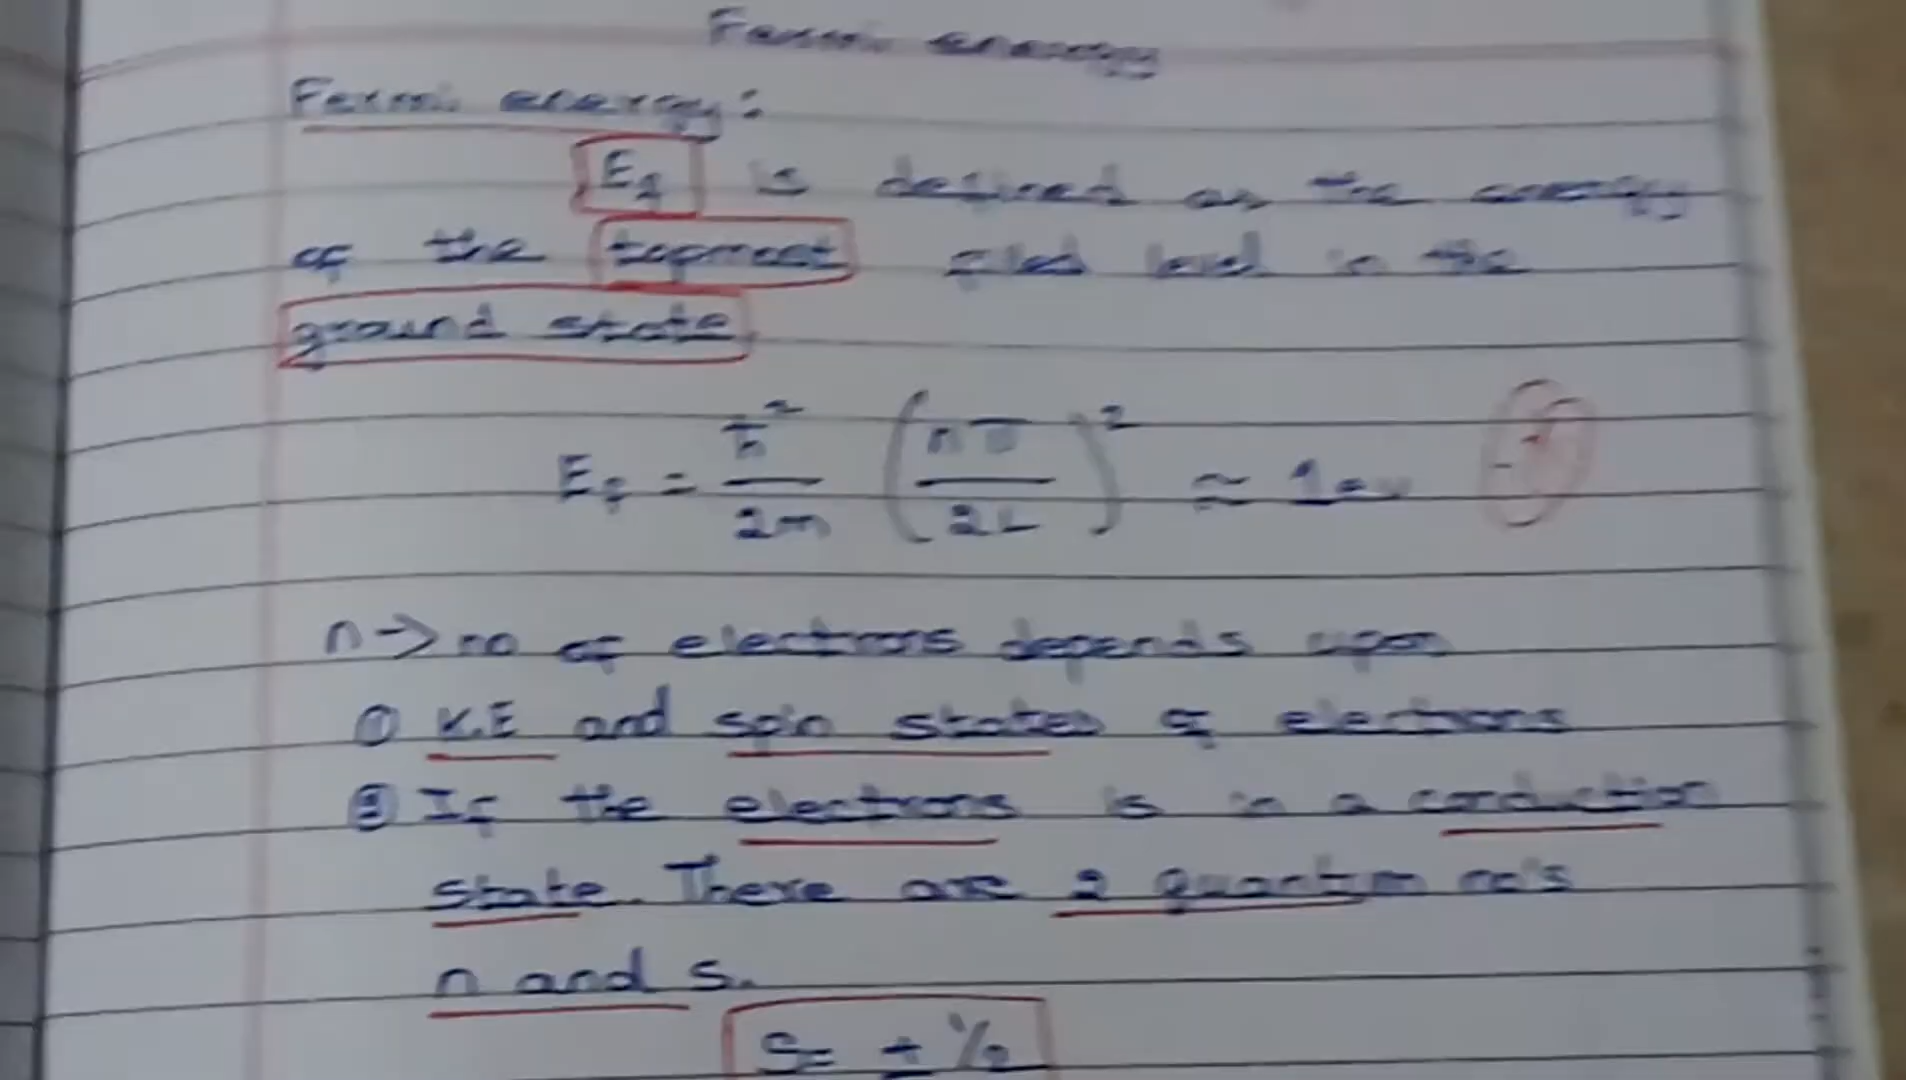 Fermi energy
Fermi energy:
Ef is defined as the energy
of the topmost filled level in the
ground state.
Ef = ħ²/2m (nπ/2L)² ≈ 1ev
n → no of electrons depends upon
① K.E and spin states of electrons
② If the electrons is in a conduction
state. There are 2 quantum no's
n and s.
S= ± 1/2